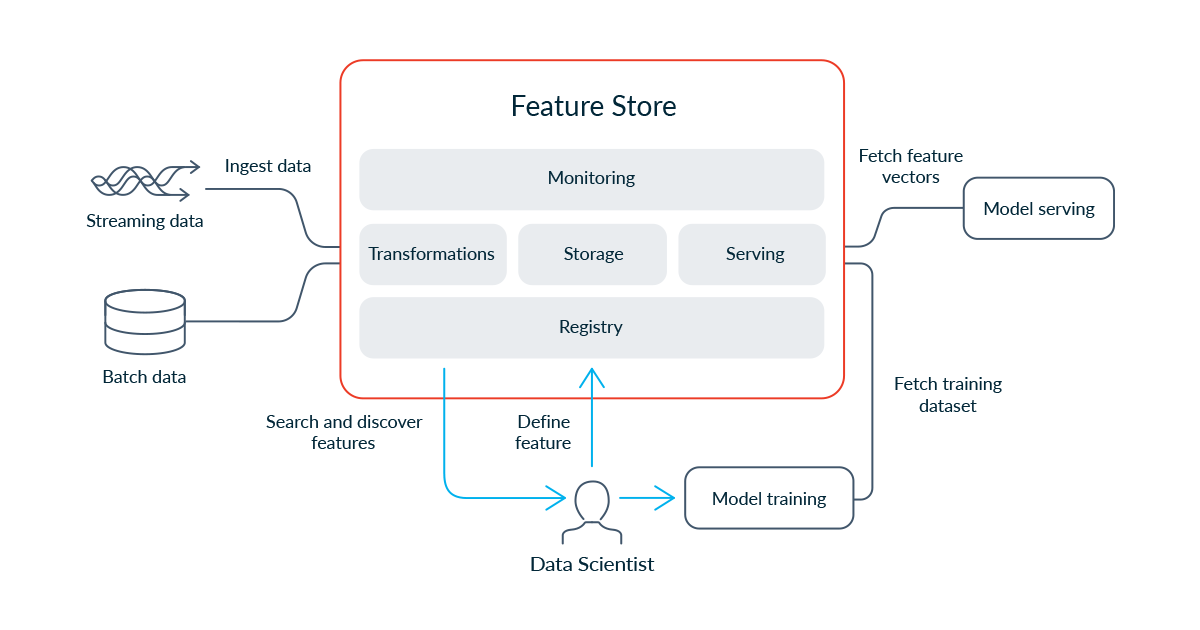 Feature Store
Monitoring
Transformations
Storage
Serving
Registry
Ingest data
Streaming data
Batch data
Fetch feature
vectors
Model serving
Fetch training
dataset
Search and discover
features
Define
feature
Model training
Data Scientist